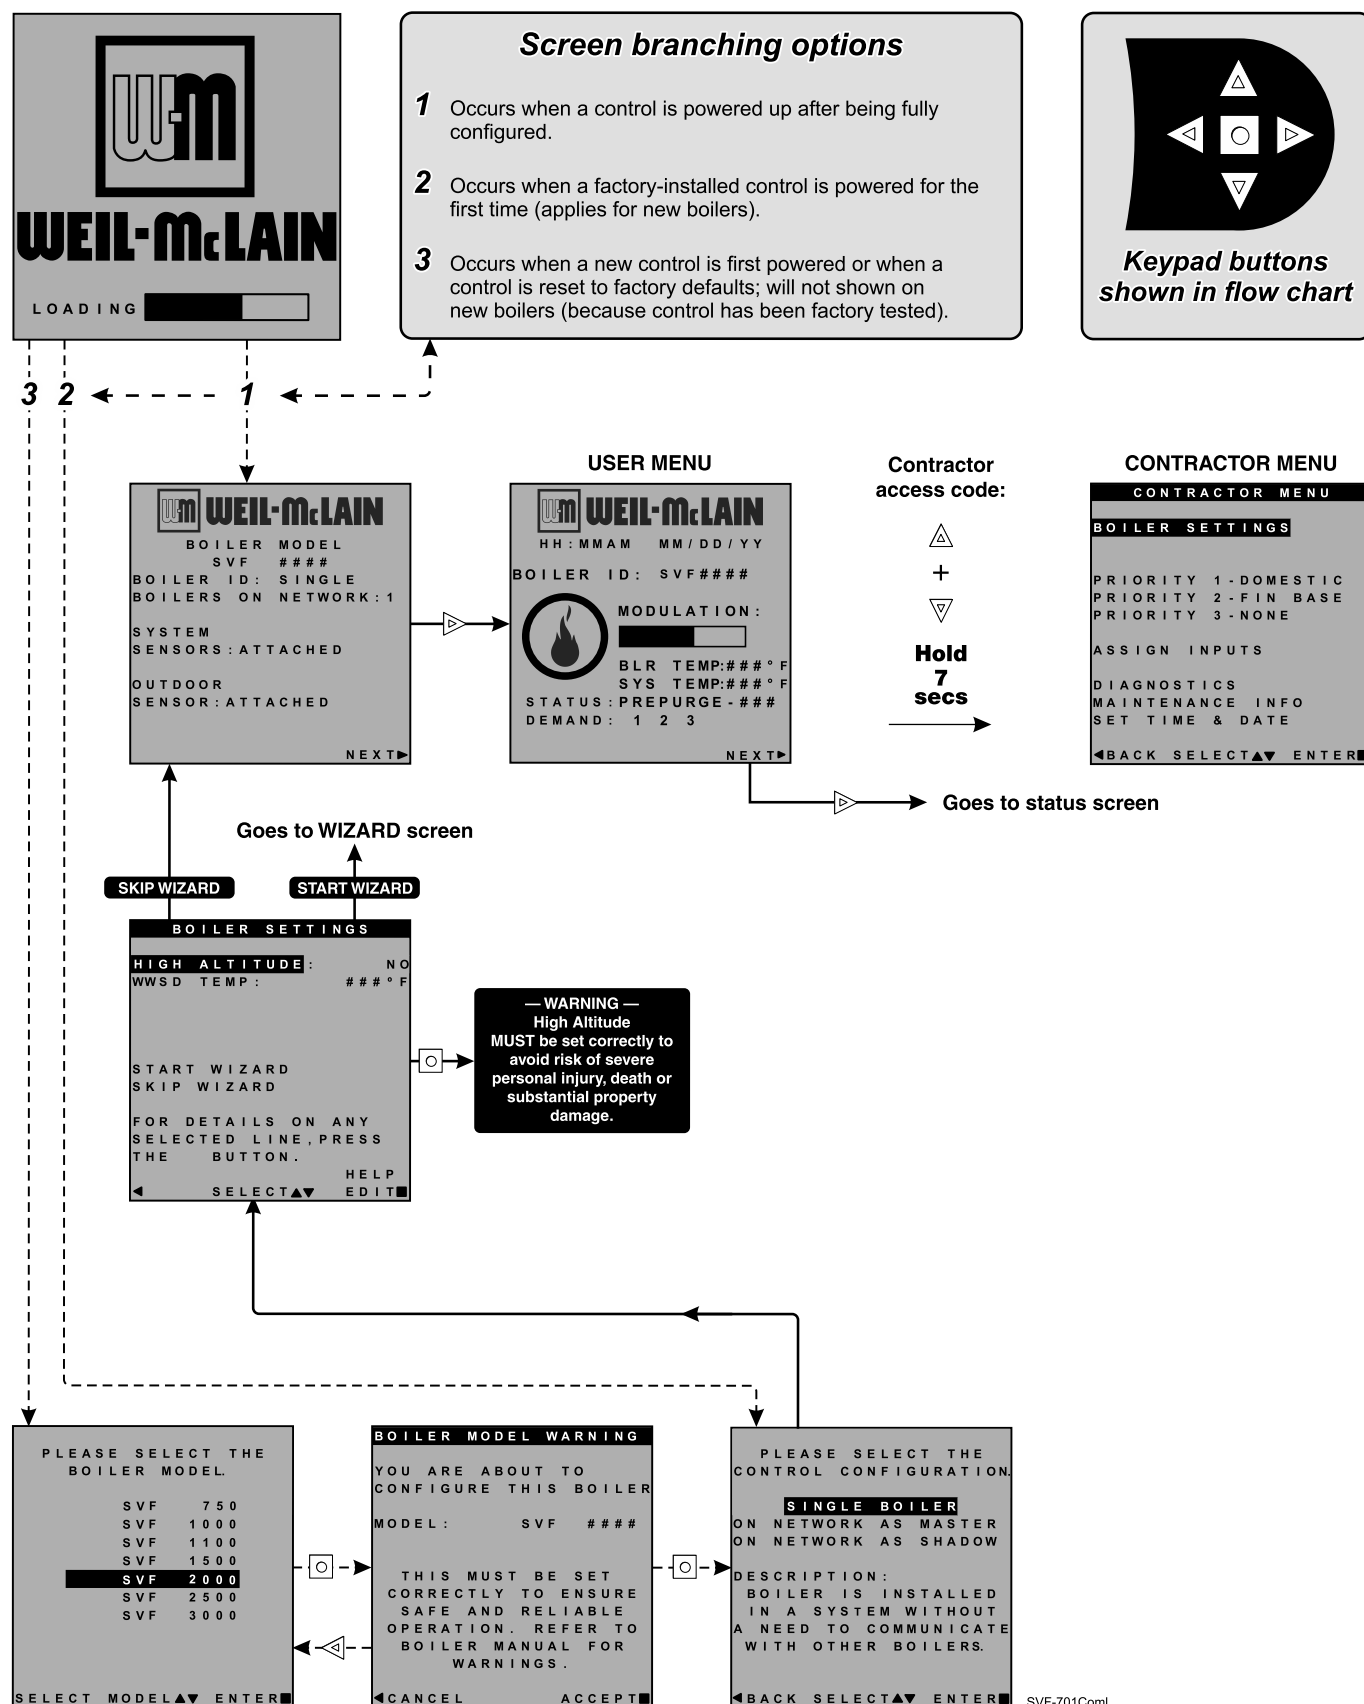 W-M
WEIL-McLAIN
LOADING
Screen branching options
1 Occurs when a control is powered up after being fully
configured.
2 Occurs when a factory-installed control is powered for the
first time (applies for new boilers).
3 Occurs when a new control is first powered or when a
control is reset to factory defaults; will not shown on
new boilers (because control has been factory tested).
Keypad buttons
shown in flow chart
3 2 1
W-M WEIL-McLAIN
BOILER MODEL
SVF ####
BOILER ID: SINGLE
BOILERS ON NETWORK:1
SYSTEM
SENSORS:ATTACHED
OUTDOOR
SENSOR:ATTACHED
NEXT▶
USER MENU
W-M WEIL-McLAIN
HH:MMAM MM/DD/YY
BOILER ID: SVF####
MODULATION:
BLR TEMP:###°F
SYS TEMP:###°F
STATUS:PREPURGE-###
DEMAND: 1 2 3
NEXT▶
Contractor
access code:
+
Hold
7
secs
CONTRACTOR MENU
CONTRACTOR MENU
BOILER SETTINGS
PRIORITY 1-DOMESTIC
PRIORITY 2-FIN BASE
PRIORITY 3-NONE
ASSIGN INPUTS
DIAGNOSTICS
MAINTENANCE INFO
SET TIME & DATE
◀BACK SELECT▲▼ ENTER■
Goes to status screen
Goes to WIZARD screen
SKIP WIZARD
START WIZARD
BOILER SETTINGS
HIGH ALTITUDE: NO
WWSD TEMP: ###°F
START WIZARD
SKIP WIZARD
FOR DETAILS ON ANY
SELECTED LINE,PRESS
THE BUTTON.
HELP
◀ SELECT▲▼ EDIT■
— WARNING —
High Altitude
MUST be set correctly to
avoid risk of severe
personal injury, death or
substantial property
damage.
PLEASE SELECT THE
BOILER MODEL.
SVF 750
SVF 1000
SVF 1100
SVF 1500
SVF 2000
SVF 2500
SVF 3000
SELECT MODEL▲▼ ENTER■
BOILER MODEL WARNING
YOU ARE ABOUT TO
CONFIGURE THIS BOILER
MODEL: SVF ####
THIS MUST BE SET
CORRECTLY TO ENSURE
SAFE AND RELIABLE
OPERATION. REFER TO
BOILER MANUAL FOR
WARNINGS.
◀CANCEL ACCEPT■
PLEASE SELECT THE
CONTROL CONFIGURATION.
SINGLE BOILER
ON NETWORK AS MASTER
ON NETWORK AS SHADOW
DESCRIPTION:
BOILER IS INSTALLED
IN A SYSTEM WITHOUT
A NEED TO COMMUNICATE
WITH OTHER BOILERS.
◀BACK SELECT▲▼ ENTER■